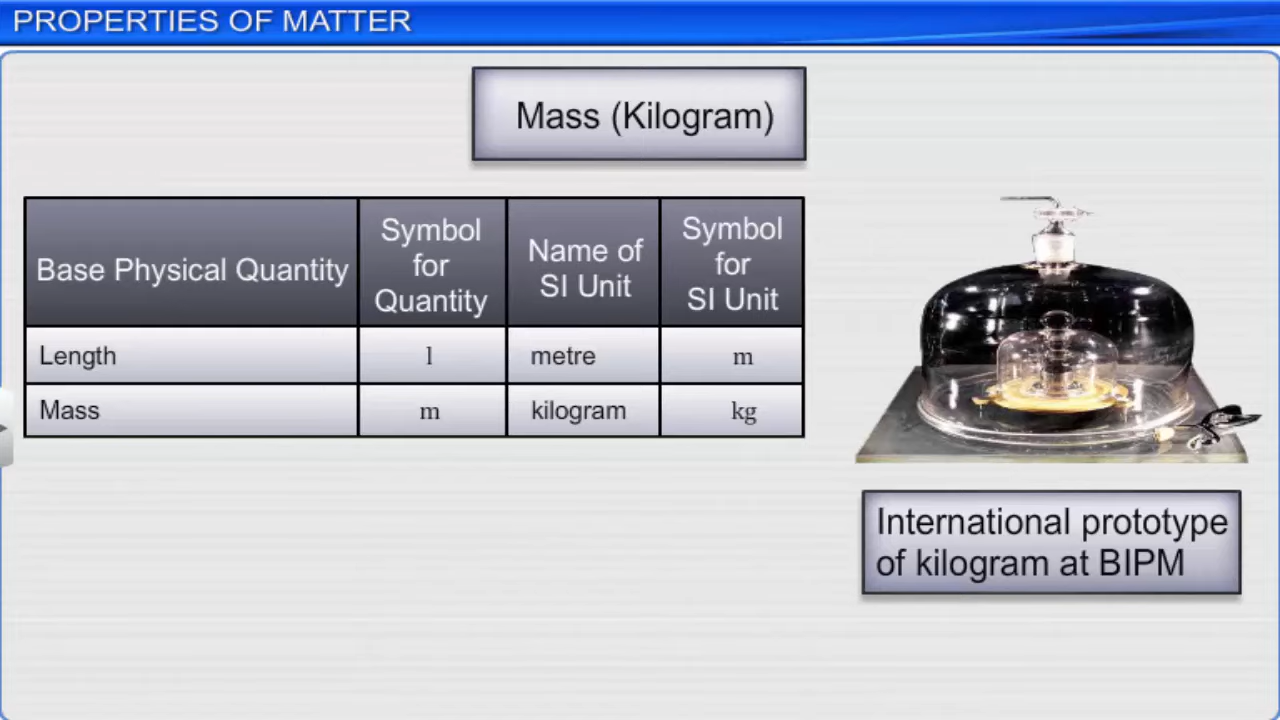 PROPERTIES OF MATTER
Mass (Kilogram)
Base Physical Quantity
Symbol
for
Quantity
Name of
SI Unit
Symbol
for
SI Unit
Length
l
metre
m
Mass
m
kilogram
kg
International prototype
of kilogram at BIPM